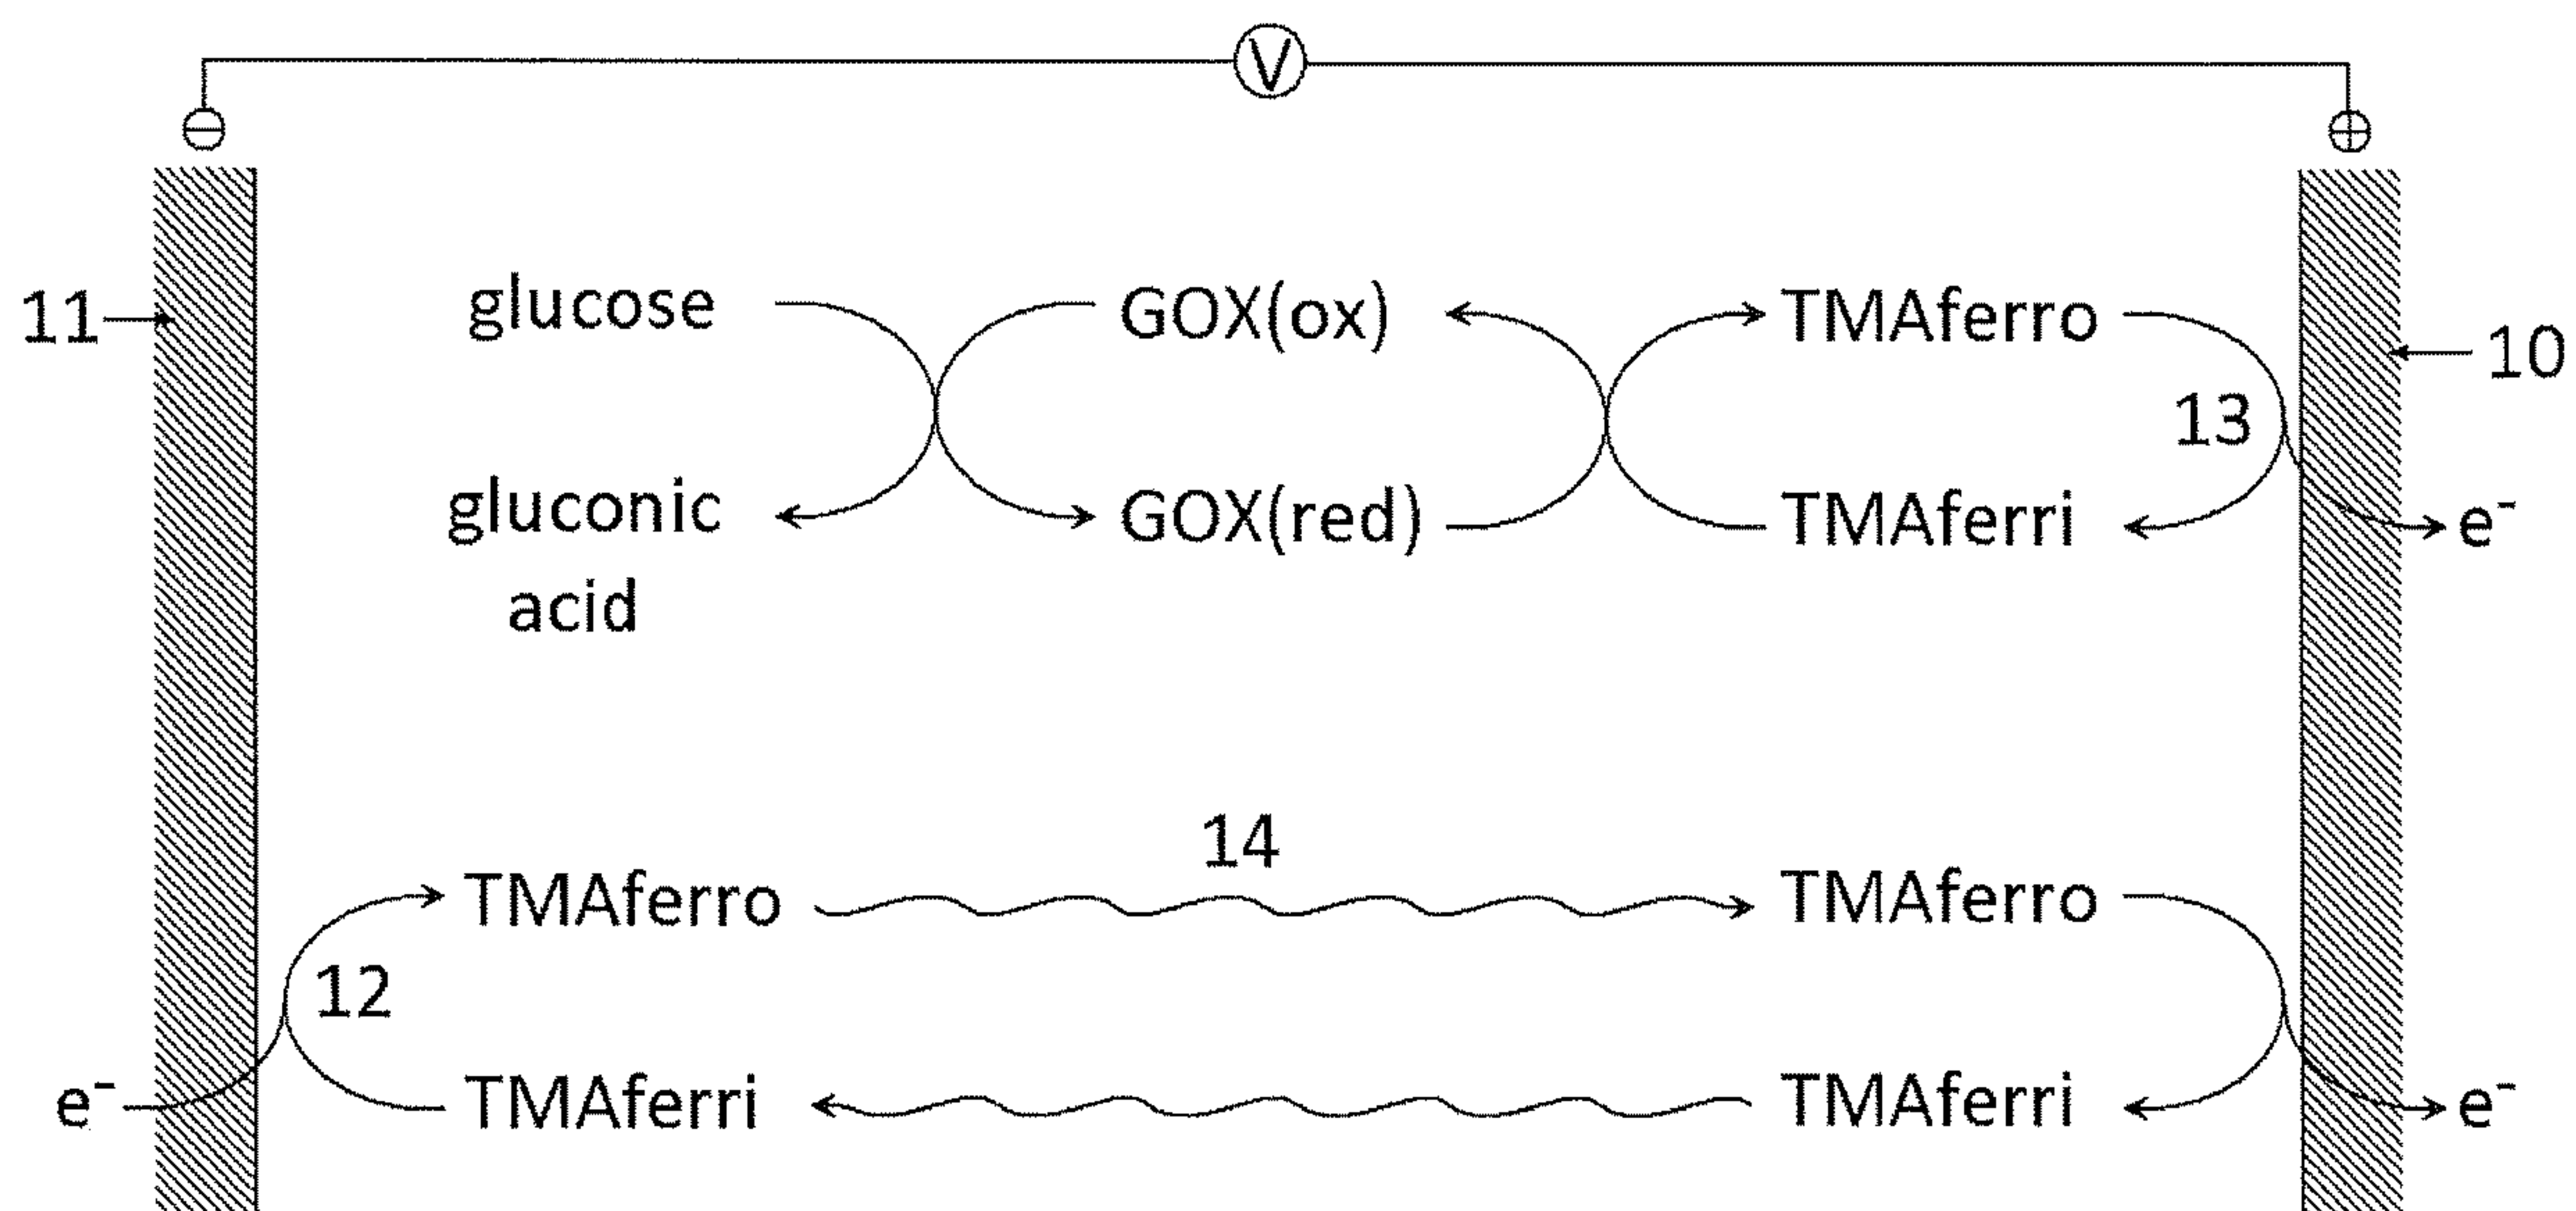 V
⊖ ⊕
glucose GOX(ox) TMAferro
11 10
13
gluconic GOX(red) TMAferri e⁻
acid
14
TMAferro TMAferro
12
e⁻ TMAferri TMAferri e⁻